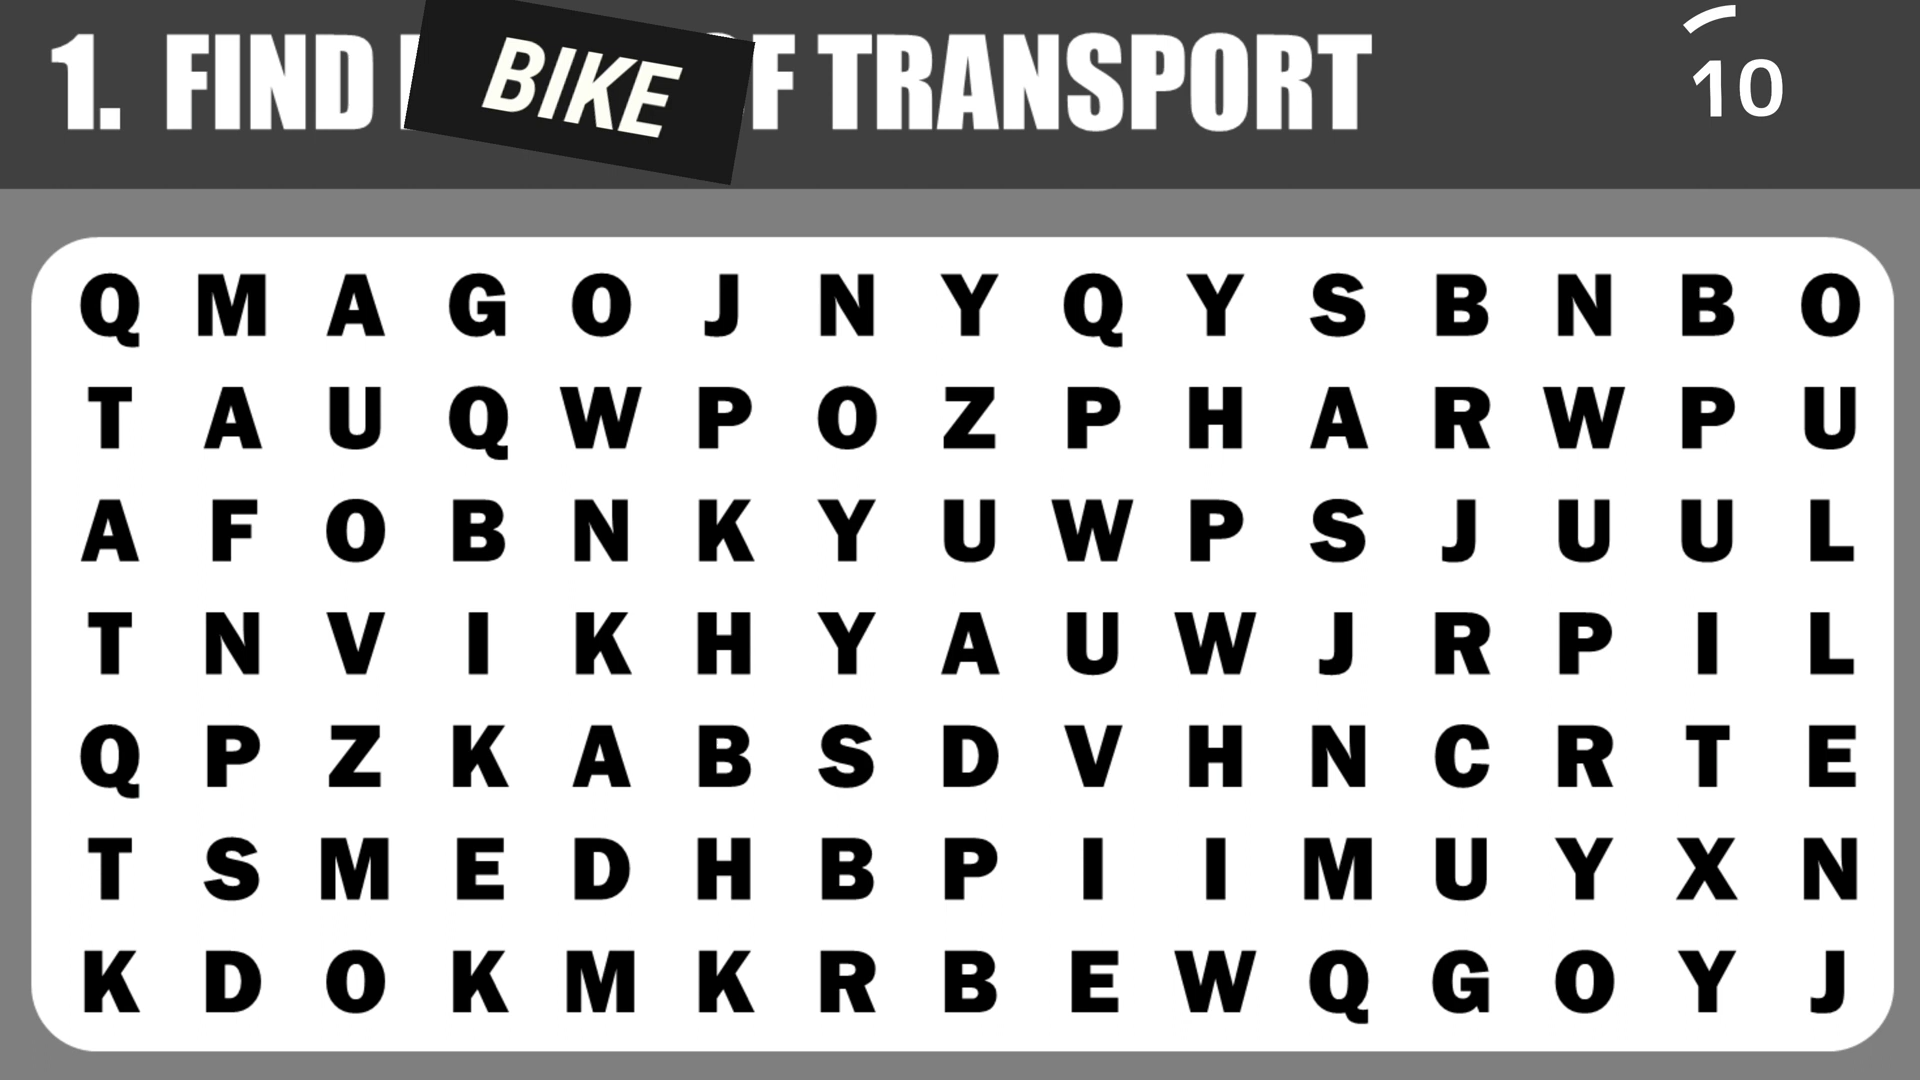 1. FIND F TRANSPORT
BIKE
10
Q M A G O J N Y Q Y S B N B O
T A U Q W P O Z P H A R W P U
A F O B N K Y U W P S J U U L
T N V I K H Y A U W J R P I L
Q P Z K A B S D V H N C R T E
T S M E D H B P I I M U Y X N
K D O K M K R B E W Q G O Y J